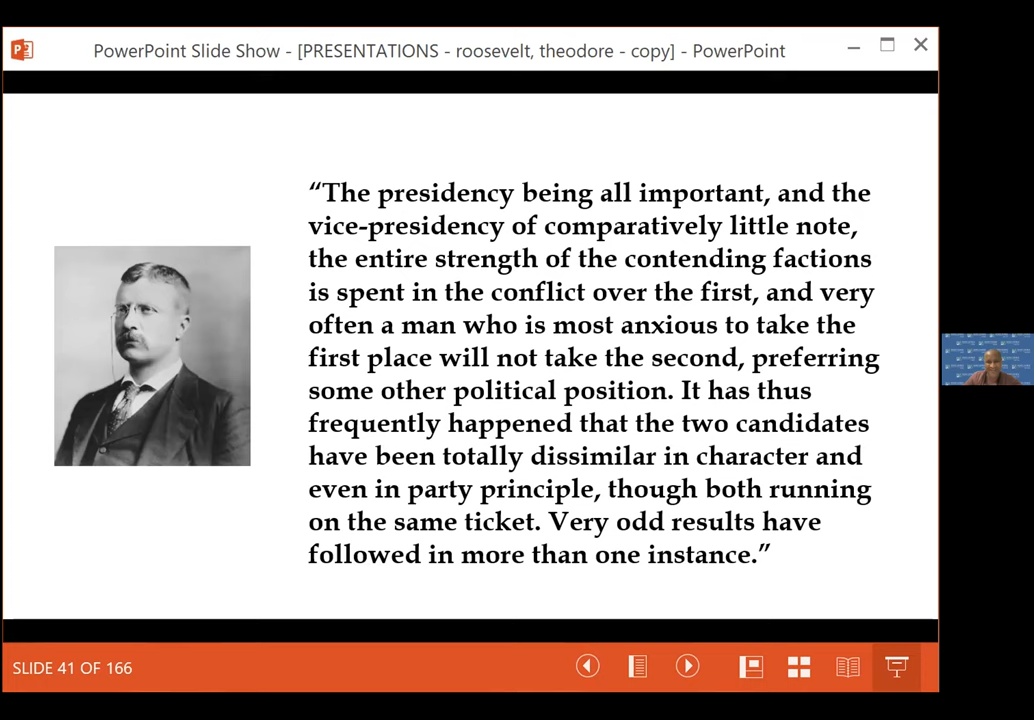 PowerPoint Slide Show - [PRESENTATIONS - roosevelt, theodore - copy] - PowerPoint
“The presidency being all important, and the
vice-presidency of comparatively little note,
the entire strength of the contending factions
is spent in the conflict over the first, and very
often a man who is most anxious to take the
first place will not take the second, preferring
some other political position. It has thus
frequently happened that the two candidates
have been totally dissimilar in character and
even in party principle, though both running
on the same ticket. Very odd results have
followed in more than one instance.”
SLIDE 41 OF 166